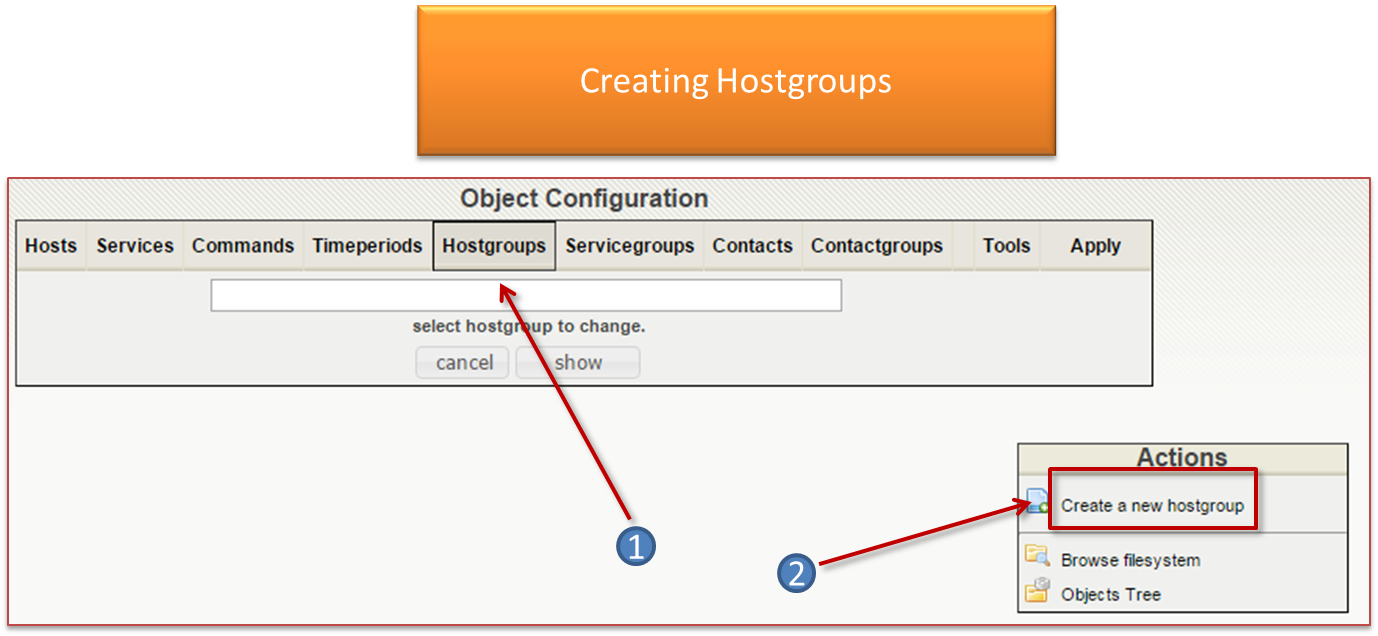 Creating Hostgroups
Object Configuration
Hosts Services Commands Timeperiods Hostgroups Servicegroups Contacts Contactgroups Tools Apply
select hostgroup to change.
cancel show
1
2
Actions
Create a new hostgroup
Browse filesystem
Objects Tree